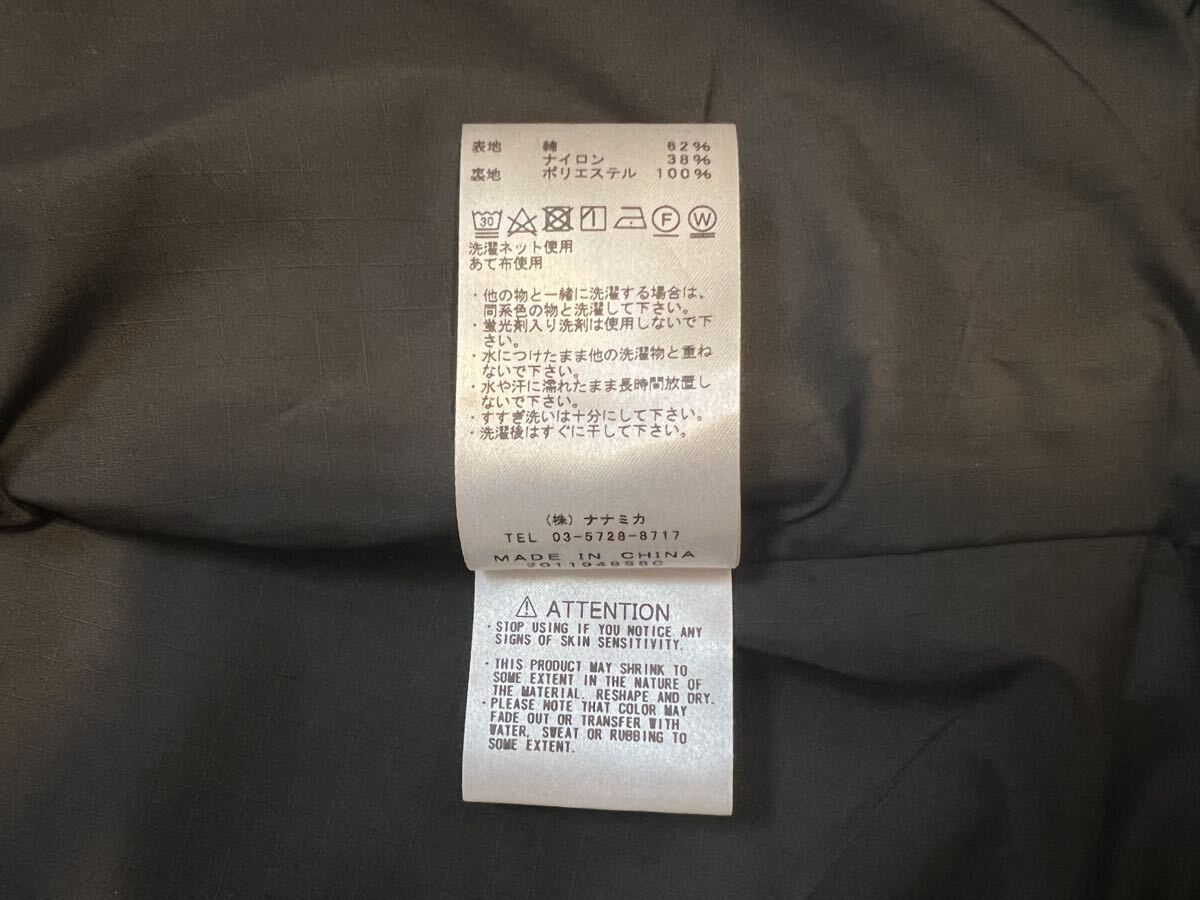 表地 綿 62%
ナイロン 38%
裏地 ポリエステル 100%
30 F W
洗濯ネット使用
あて布使用
・他の物と一緒に洗濯する場合は、
同系色の物と洗濯して下さい。
・蛍光剤入り洗剤は使用しないで下
さい。
・水につけたまま他の洗濯物と重ね
ないで下さい。
・水や汗に濡れたまま長時間放置し
ないで下さい。
・すすぎ洗いは十分にして下さい。
・洗濯後はすぐに干して下さい。
(株) ナナミカ
TEL 03-5728-8717
MADE IN CHINA
⚠ ATTENTION
・STOP USING IF YOU NOTICE ANY
SIGNS OF SKIN SENSITIVITY.
・THIS PRODUCT MAY SHRINK TO
SOME EXTENT IN THE NATURE OF
THE MATERIAL. RESHAPE AND DRY.
・PLEASE NOTE THAT COLOR MAY
FADE OUT OR TRANSFER WITH
WATER, SWEAT OR RUBBING TO
SOME EXTENT.